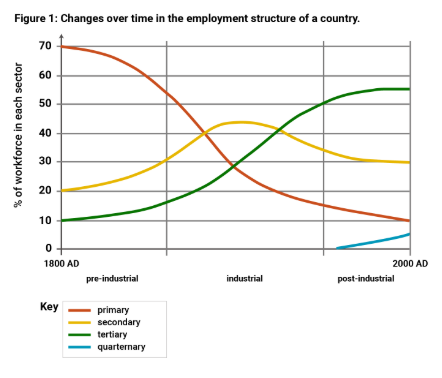 Figure 1: Changes over time in the employment structure of a country.
% of workforce in each sector
70
60
50
40
30
20
10
0
1800 AD
2000 AD
pre-industrial
industrial
post-industrial
Key
primary
secondary
tertiary
quarternary